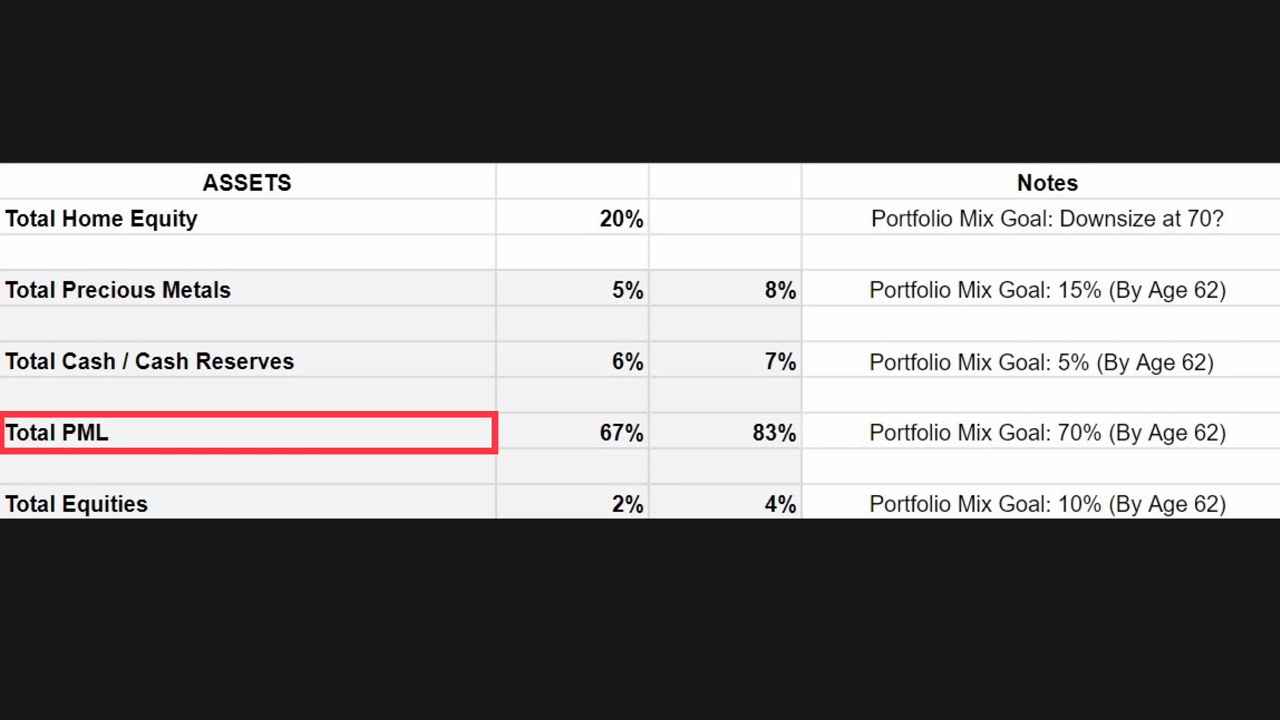 ASSETS Notes
Total Home Equity 20% Portfolio Mix Goal: Downsize at 70?
Total Precious Metals 5% 8% Portfolio Mix Goal: 15% (By Age 62)
Total Cash / Cash Reserves 6% 7% Portfolio Mix Goal: 5% (By Age 62)
Total PML 67% 83% Portfolio Mix Goal: 70% (By Age 62)
Total Equities 2% 4% Portfolio Mix Goal: 10% (By Age 62)